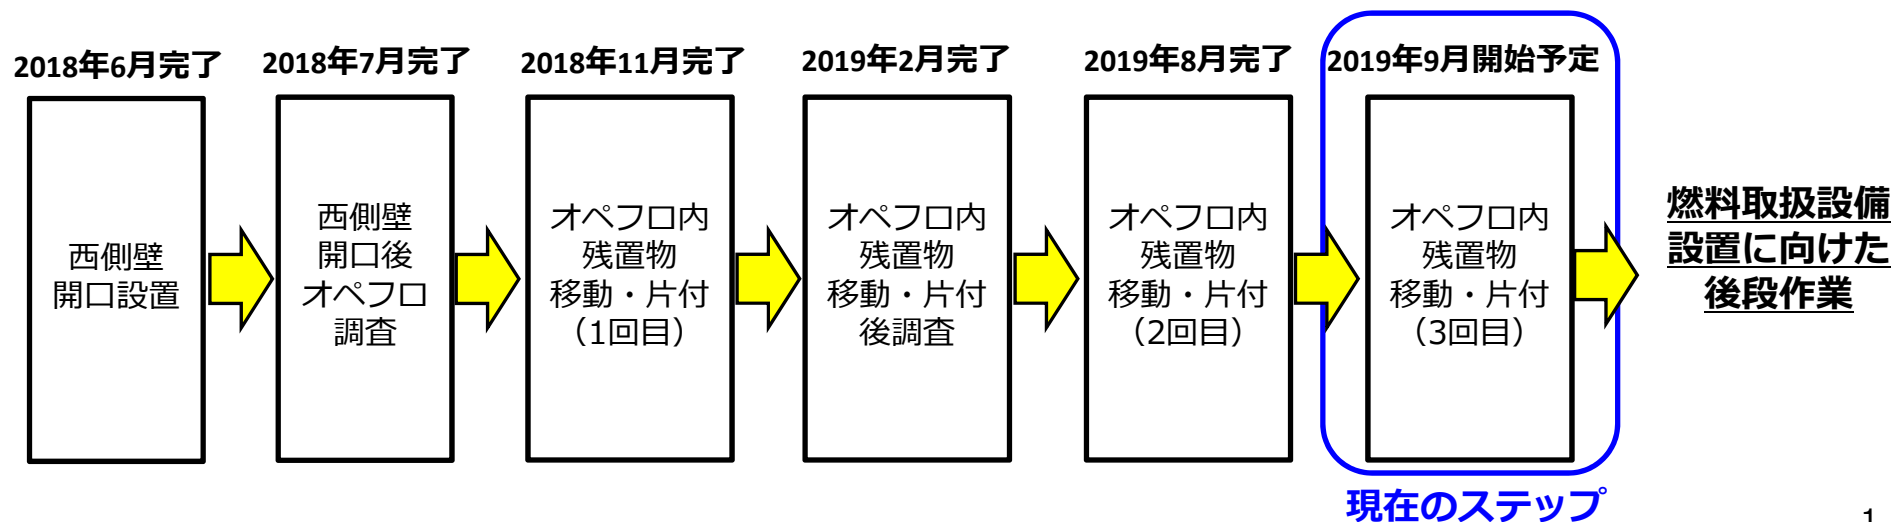 2018年6月完了
2018年7月完了
2018年11月完了
2019年2月完了
2019年8月完了
2019年9月開始予定
西側壁
開口設置
西側壁
開口後
オペフロ
調査
オペフロ内
残置物
移動・片付
（1回目）
オペフロ内
残置物
移動・片付
後調査
オペフロ内
残置物
移動・片付
（2回目）
オペフロ内
残置物
移動・片付
（3回目）
燃料取扱設備
設置に向けた
後段作業
現在のステップ
1